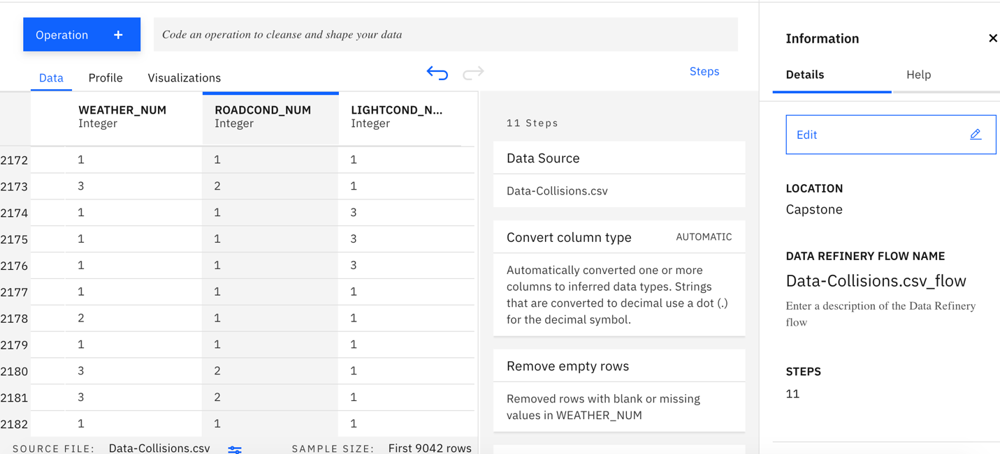 Operation +
Code an operation to cleanse and shape your data
Data Profile Visualizations
Steps
WEATHER_NUM ROADCOND_NUM LIGHTCOND_N...
Integer Integer Integer
2172 1 1 1
2173 3 2 1
2174 1 1 3
2175 1 1 3
2176 1 1 3
2177 1 1 1
2178 2 1 1
2179 1 1 1
2180 3 2 1
2181 3 2 1
2182 1 1 1
SOURCE FILE: Data-Collisions.csv SAMPLE SIZE: First 9042 rows
11 Steps
Data Source
Data-Collisions.csv
Convert column type AUTOMATIC
Automatically converted one or more
columns to inferred data types. Strings
that are converted to decimal use a dot (.)
for the decimal symbol.
Remove empty rows
Removed rows with blank or missing
values in WEATHER_NUM
Information
Details Help
Edit
LOCATION
Capstone
DATA REFINERY FLOW NAME
Data-Collisions.csv_flow
Enter a description of the Data Refinery
flow
STEPS
11